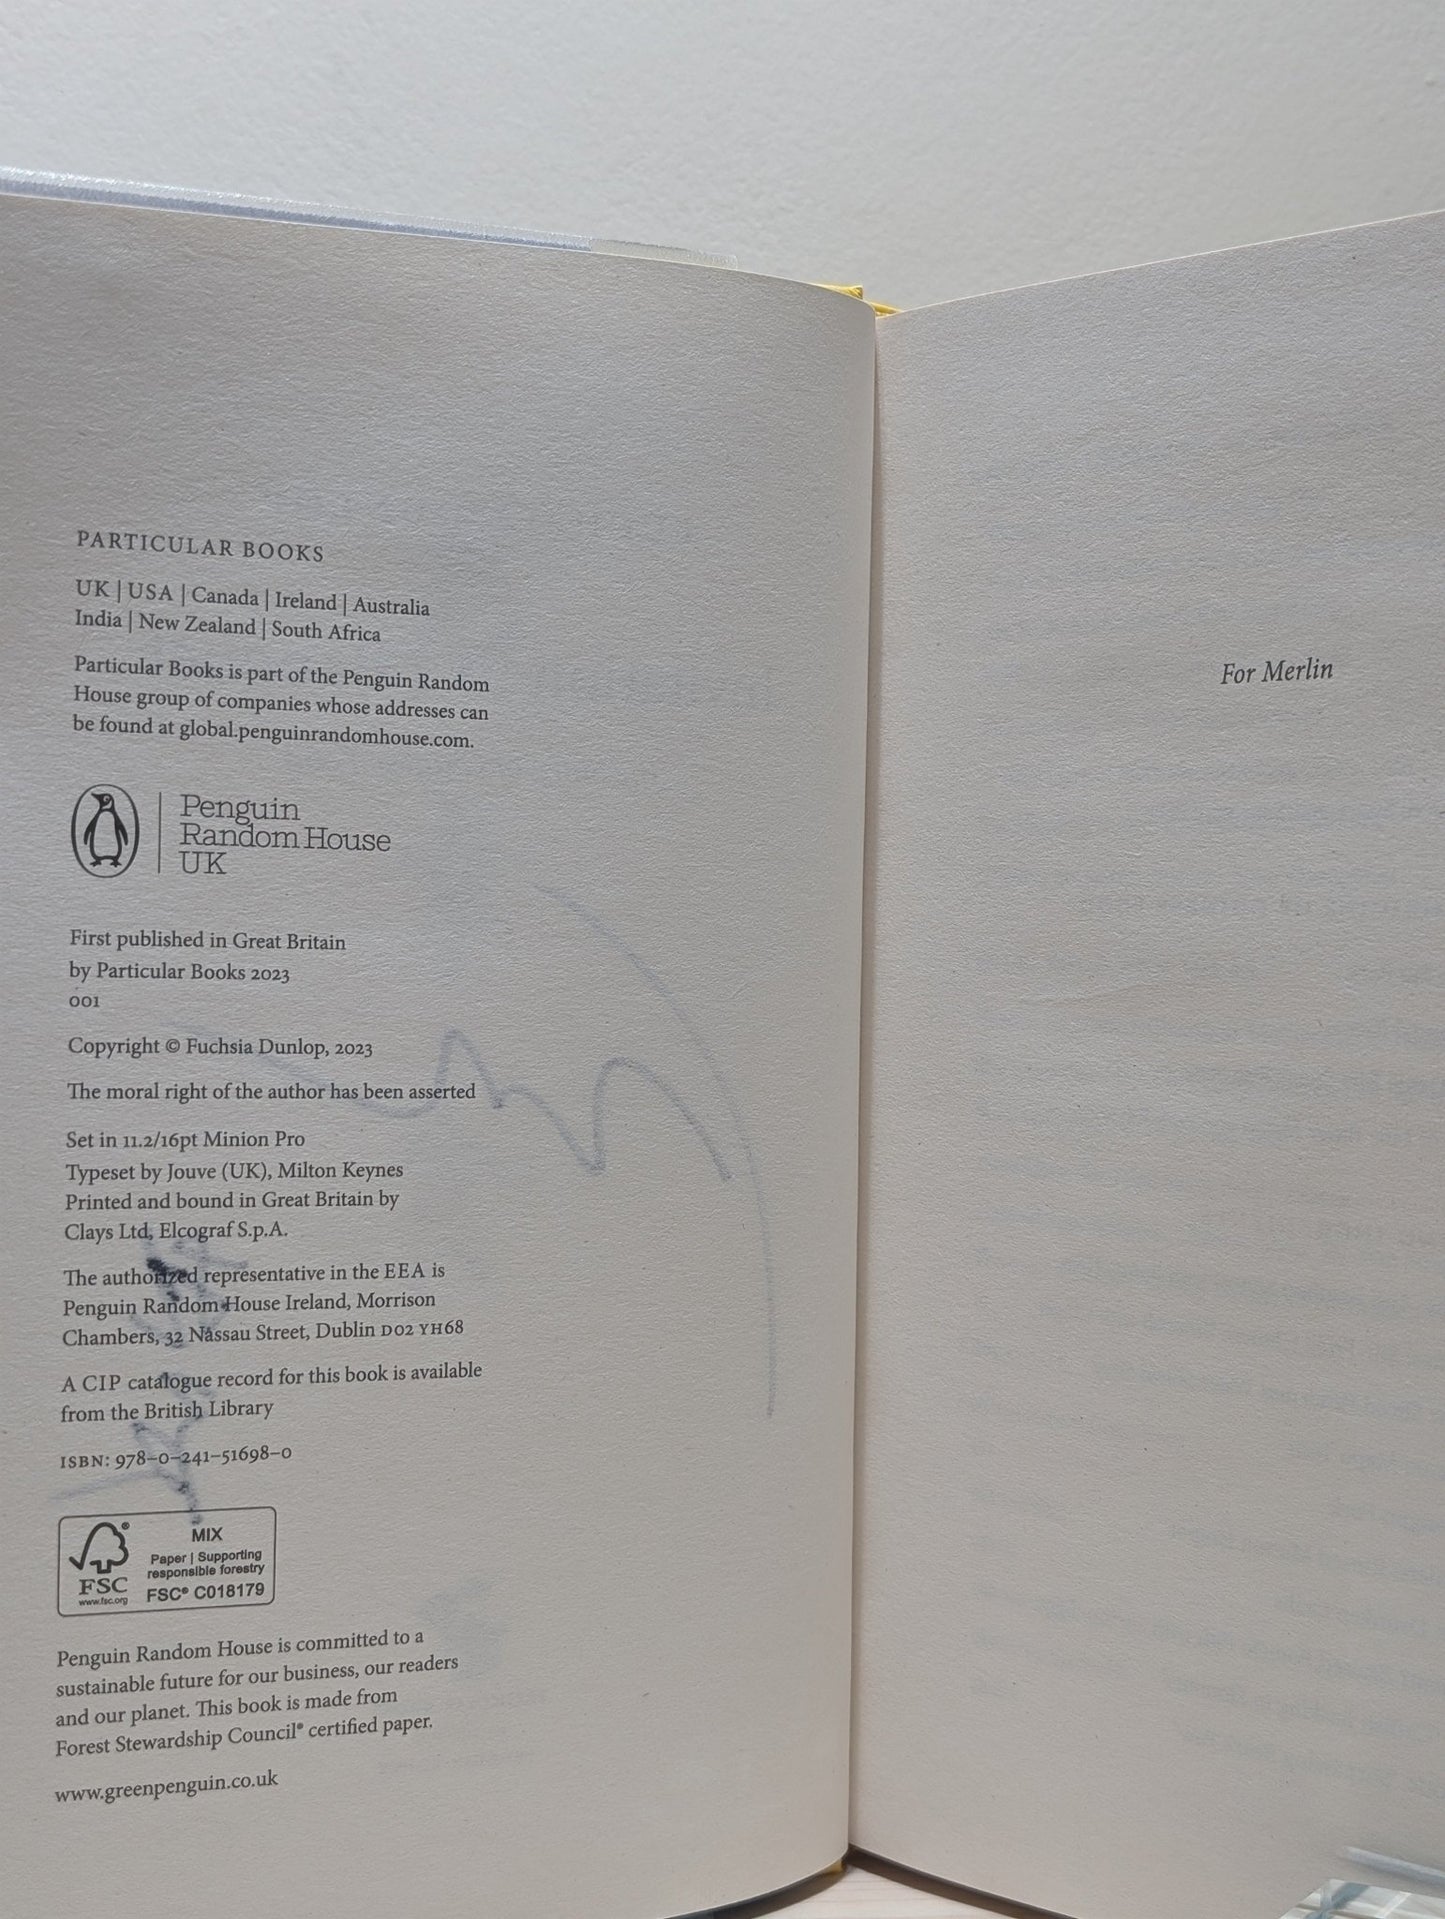 PARTICULAR BOOKS
UK | USA | Canada | Ireland | Australia
India | New Zealand | South Africa
Particular Books is part of the Penguin Random
House group of companies whose addresses can
be found at global.penguinrandomhouse.com.
Penguin
Random House
UK
First published in Great Britain
by Particular Books 2023
001
Copyright © Fuchsia Dunlop, 2023
The moral right of the author has been asserted
Set in 11.2/16pt Minion Pro
Typeset by Jouve (UK), Milton Keynes
Printed and bound in Great Britain by
Clays Ltd, Elcograf S.p.A.
The authorized representative in the EEA is
Penguin Random House Ireland, Morrison
Chambers, 32 Nassau Street, Dublin D02 YH68
A CIP catalogue record for this book is available
from the British Library
ISBN: 978–0–241–51698–0
MIX
Paper | Supporting
responsible forestry
FSC
www.fsc.org
FSC® C018179
Penguin Random House is committed to a
sustainable future for our business, our readers
and our planet. This book is made from
Forest Stewardship Council® certified paper.
www.greenpenguin.co.uk
For Merlin